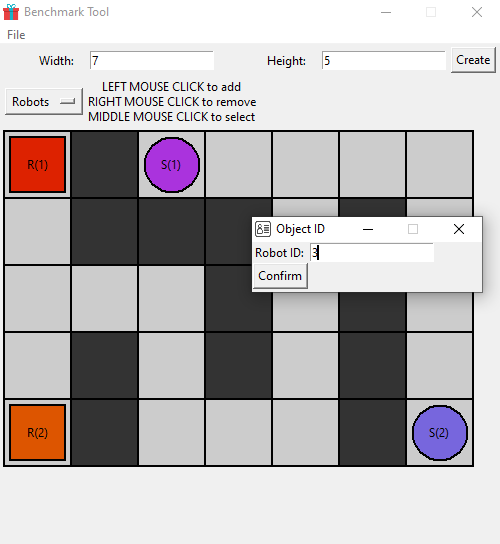 Benchmark Tool
File
Width: 7 Height: 5 Create
Robots
LEFT MOUSE CLICK to add
RIGHT MOUSE CLICK to remove
MIDDLE MOUSE CLICK to select
R(1) S(1)
Object ID
Robot ID: 3
Confirm
R(2) S(2)